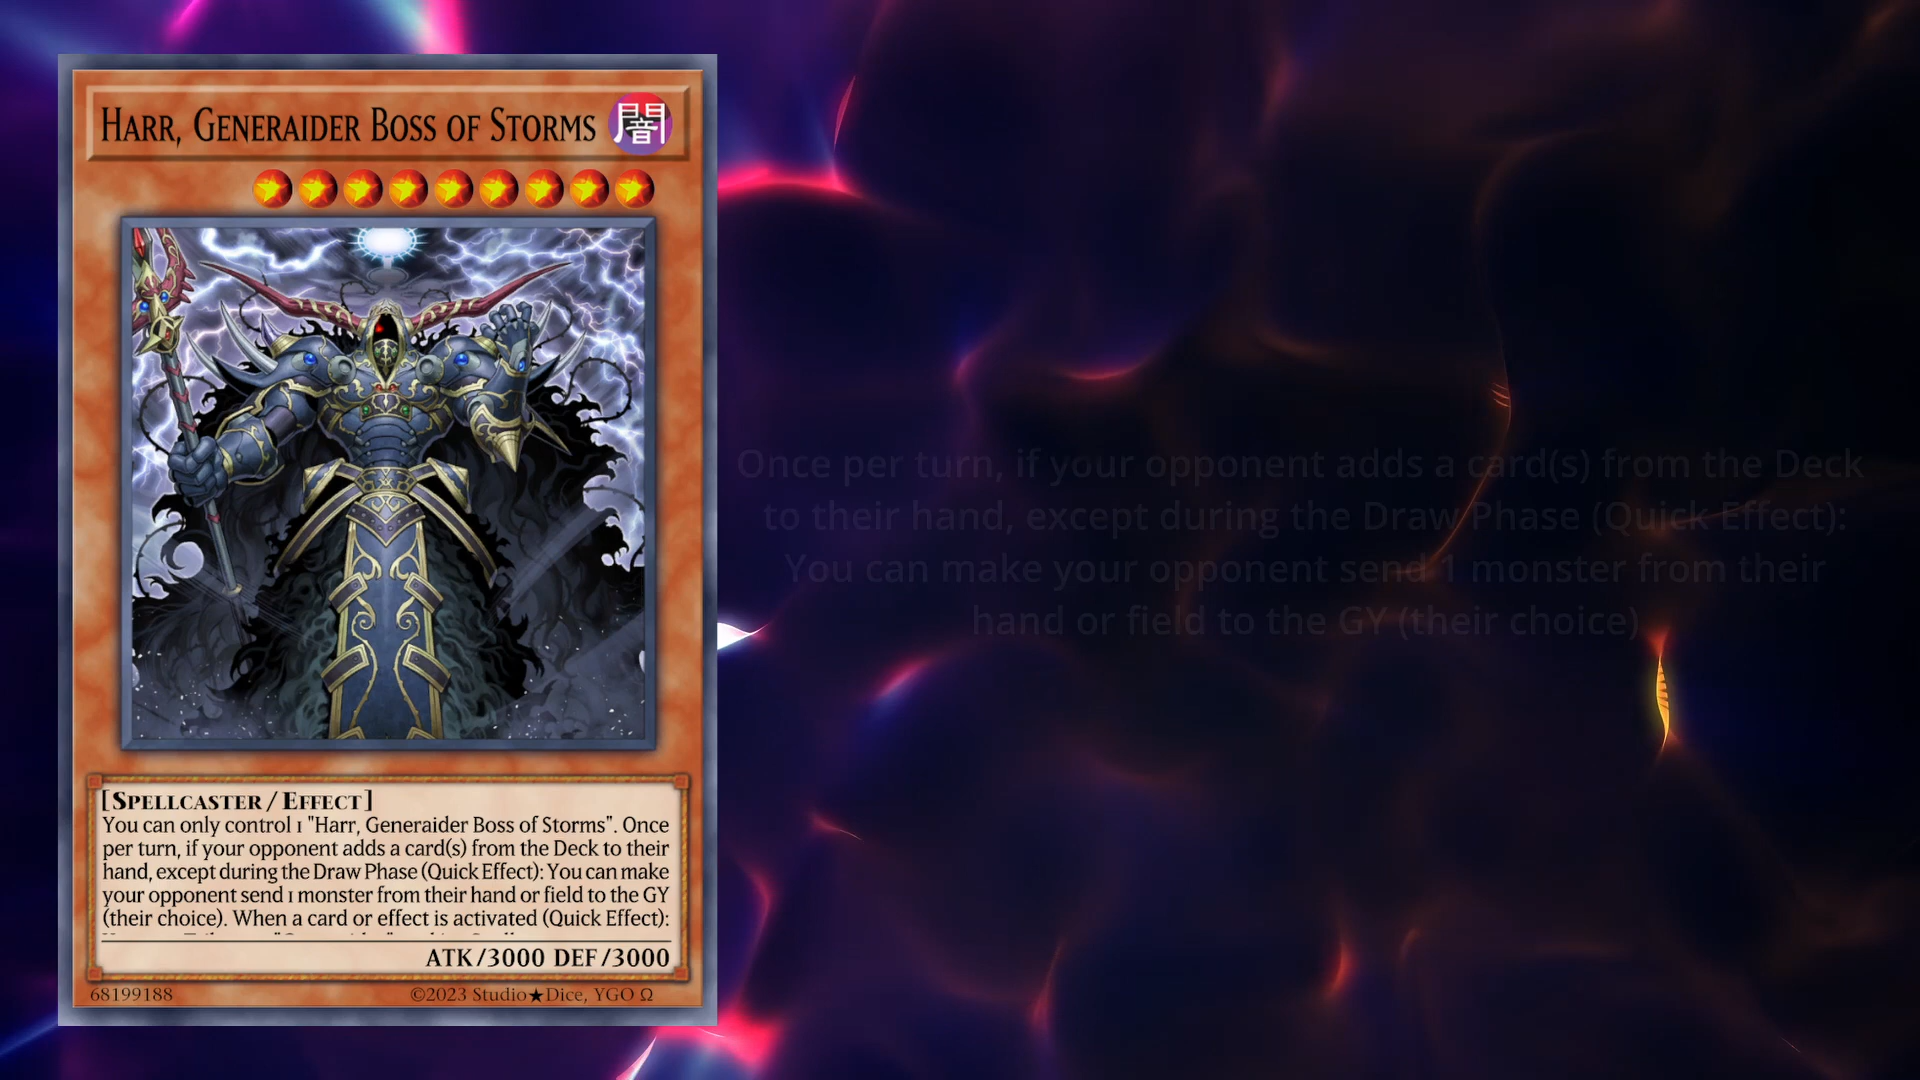 Harr, Generaider Boss of Storms
闇
[Spellcaster / Effect]
You can only control 1 "Harr, Generaider Boss of Storms". Once
per turn, if your opponent adds a card(s) from the Deck to their
hand, except during the Draw Phase (Quick Effect): You can make
your opponent send 1 monster from their hand or field to the GY
(their choice). When a card or effect is activated (Quick Effect):
ATK/3000 DEF/3000
68199188
©2023 Studio★Dice, YGO Ω
Once per turn, if your opponent adds a card(s) from the Deck
to their hand, except during the Draw Phase (Quick Effect):
You can make your opponent send 1 monster from their
hand or field to the GY (their choice)